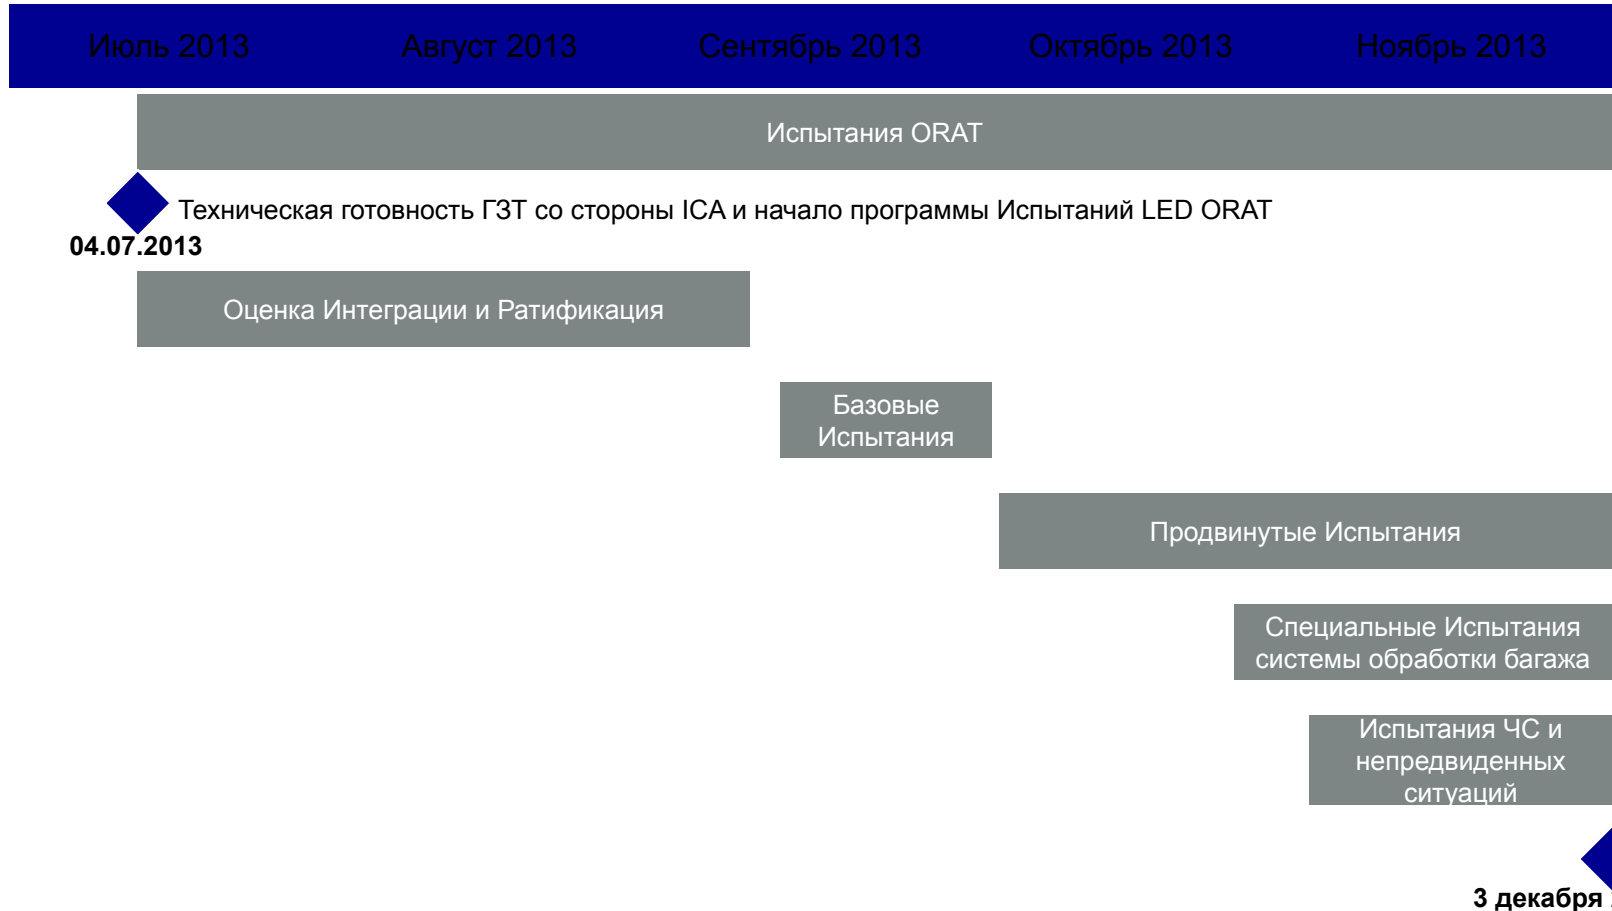 Июль 2013 Август 2013 Сентябрь 2013 Октябрь 2013 Ноябрь 2013
Испытания ORAT
Техническая готовность ГЗТ со стороны ICA и начало программы Испытаний LED ORAT
04.07.2013
Оценка Интеграции и Ратификация
Базовые
Испытания
Продвинутые Испытания
Специальные Испытания
системы обработки багажа
Испытания ЧС и
непредвиденных
ситуаций
3 декабря